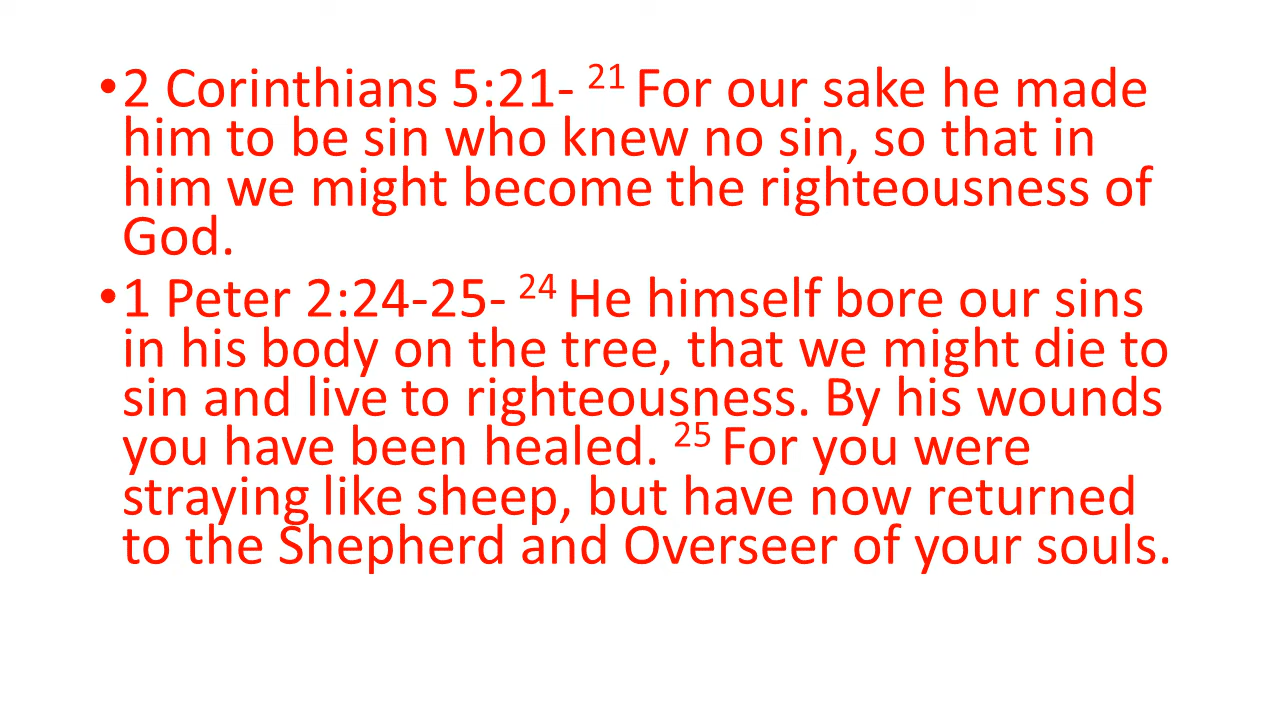 •2 Corinthians 5:21- 21 For our sake he made
him to be sin who knew no sin, so that in
him we might become the righteousness of
God.
•1 Peter 2:24-25- 24 He himself bore our sins
in his body on the tree, that we might die to
sin and live to righteousness. By his wounds
you have been healed. 25 For you were
straying like sheep, but have now returned
to the Shepherd and Overseer of your souls.